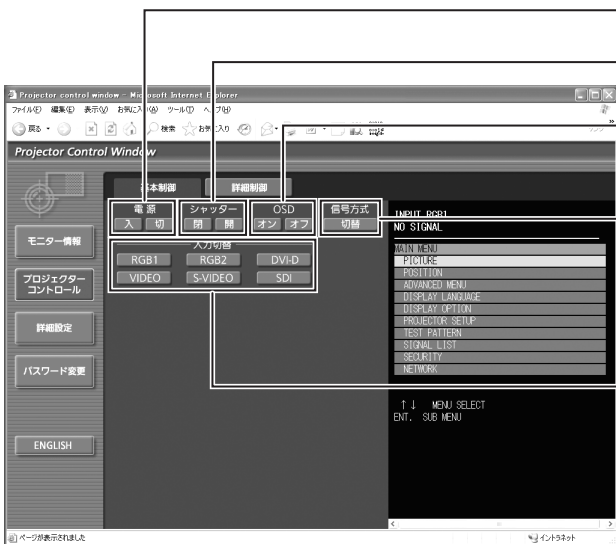 Projector control window - Microsoft Internet Explorer
ファイル(F) 編集(E) 表示(V) お気に入り(A) ツール(T) ヘルプ(H)
戻る 検索 お気に入り
Projector Control Window
基本制御 詳細制御
電源 シャッター OSD 信号方式
入 切 閉 開 オン オフ 切替
入力切替
RGB1 RGB2 DVI-D
VIDEO S-VIDEO SDI
モニター情報
プロジェクター
コントロール
詳細設定
パスワード変更
ENGLISH
INPUT RGB1
NO SIGNAL
MAIN MENU
PICTURE
POSITION
ADVANCED MENU
DISPLAY LANGUAGE
DISPLAY OPTION
PROJECTOR SETUP
TEST PATTERN
SIGNAL LIST
SECURITY
NETWORK
↑↓ MENU SELECT
ENT. SUB MENU
ページが表示されました イントラネット